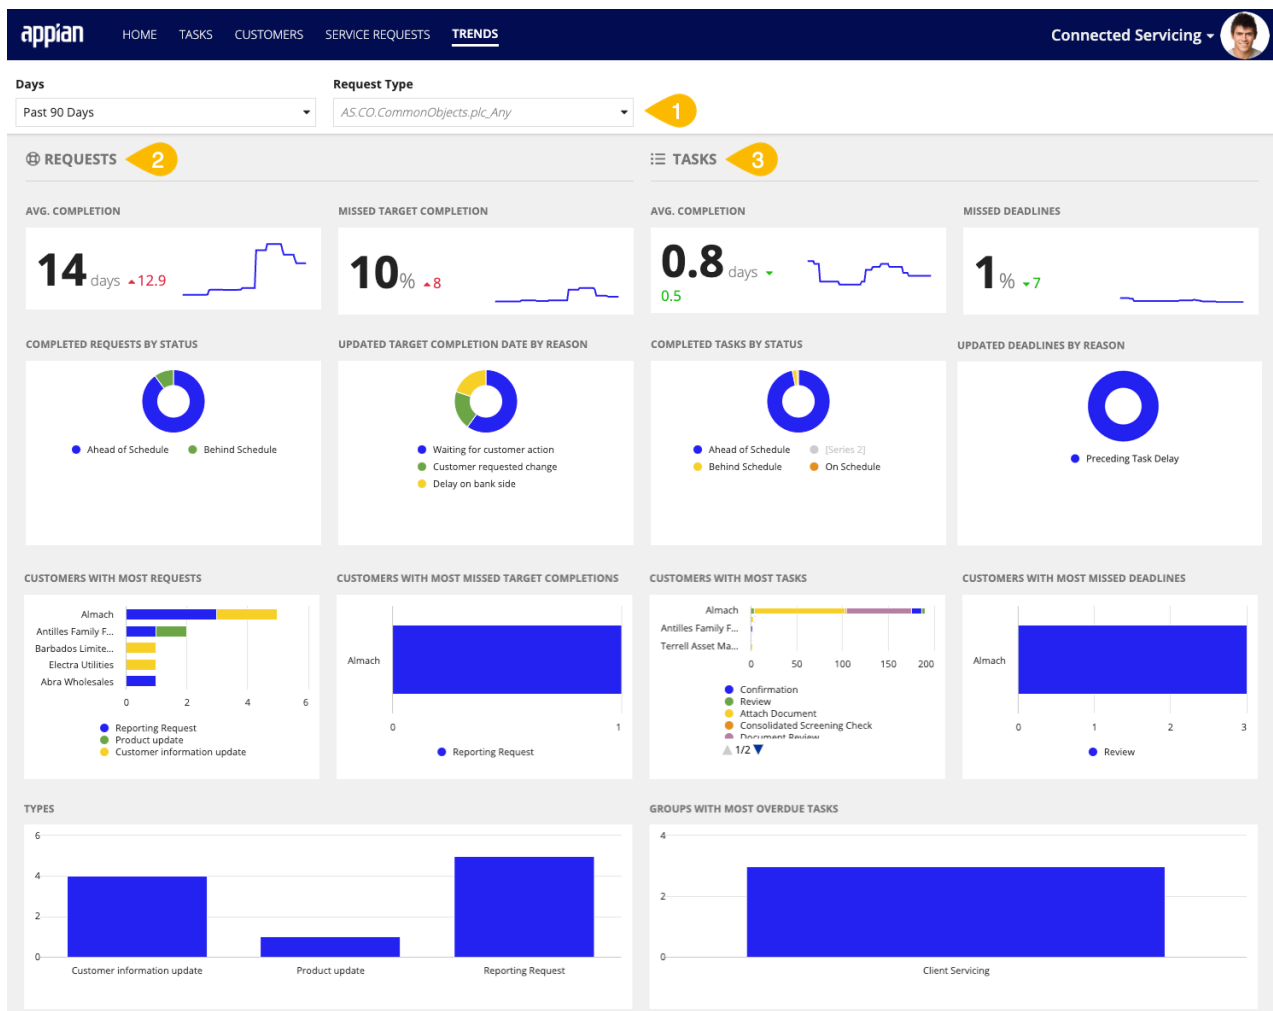 appian HOME TASKS CUSTOMERS SERVICE REQUESTS TRENDS Connected Servicing
Days Request Type
Past 90 Days AS.CO.CommonObjects.plc_Any 1
REQUESTS 2 TASKS 3
AVG. COMPLETION MISSED TARGET COMPLETION AVG. COMPLETION MISSED DEADLINES
14 days 12.9 10% 8 0.8 days 1% 7
0.5
COMPLETED REQUESTS BY STATUS UPDATED TARGET COMPLETION DATE BY REASON COMPLETED TASKS BY STATUS UPDATED DEADLINES BY REASON
Ahead of Schedule Behind Schedule Waiting for customer action Ahead of Schedule [Series 2]
Preceding Task Delay
Customer requested change Behind Schedule On Schedule
Delay on bank side
CUSTOMERS WITH MOST REQUESTS CUSTOMERS WITH MOST MISSED TARGET COMPLETIONS CUSTOMERS WITH MOST TASKS CUSTOMERS WITH MOST MISSED DEADLINES
Almach
Antilles Family F...
Barbados Limite...
Electra Utilities
Abra Wholesales
0 2 4 6
Reporting Request
Product update
Customer information update
Almach
0 1
Reporting Request
Almach
Antilles Family F...
Terrell Asset Ma...
0 50 100 150 200
Confirmation
Review
Attach Document
Consolidated Screening Check
Document Review
1/2
Almach
0 1 2 3
Review
TYPES GROUPS WITH MOST OVERDUE TASKS
6
4
2
0
Customer information update Product update Reporting Request
4
2
0
Client Servicing